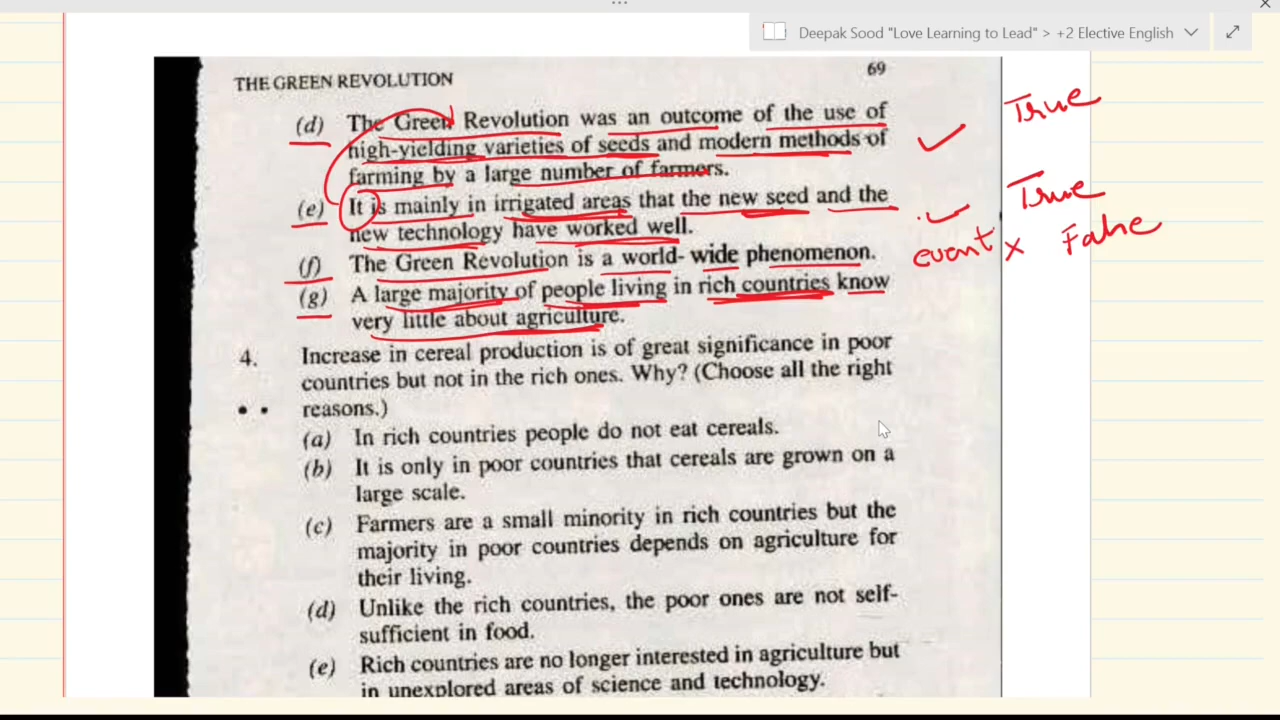 Deepak Sood "Love Learning to Lead" > +2 Elective English
THE GREEN REVOLUTION
69
(d) The Green Revolution was an outcome of the use of
high-yielding varieties of seeds and modern methods of
farming by a large number of farmers.
True
(e) It is mainly in irrigated areas that the new seed and the
new technology have worked well.
True
(f) The Green Revolution is a world- wide phenomenon.
event x False
(g) A large majority of people living in rich countries know
very little about agriculture.
4. Increase in cereal production is of great significance in poor
countries but not in the rich ones. Why? (Choose all the right
reasons.)
(a) In rich countries people do not eat cereals.
(b) It is only in poor countries that cereals are grown on a
large scale.
(c) Farmers are a small minority in rich countries but the
majority in poor countries depends on agriculture for
their living.
(d) Unlike the rich countries, the poor ones are not self-
sufficient in food.
(e) Rich countries are no longer interested in agriculture but
in unexplored areas of science and technology.